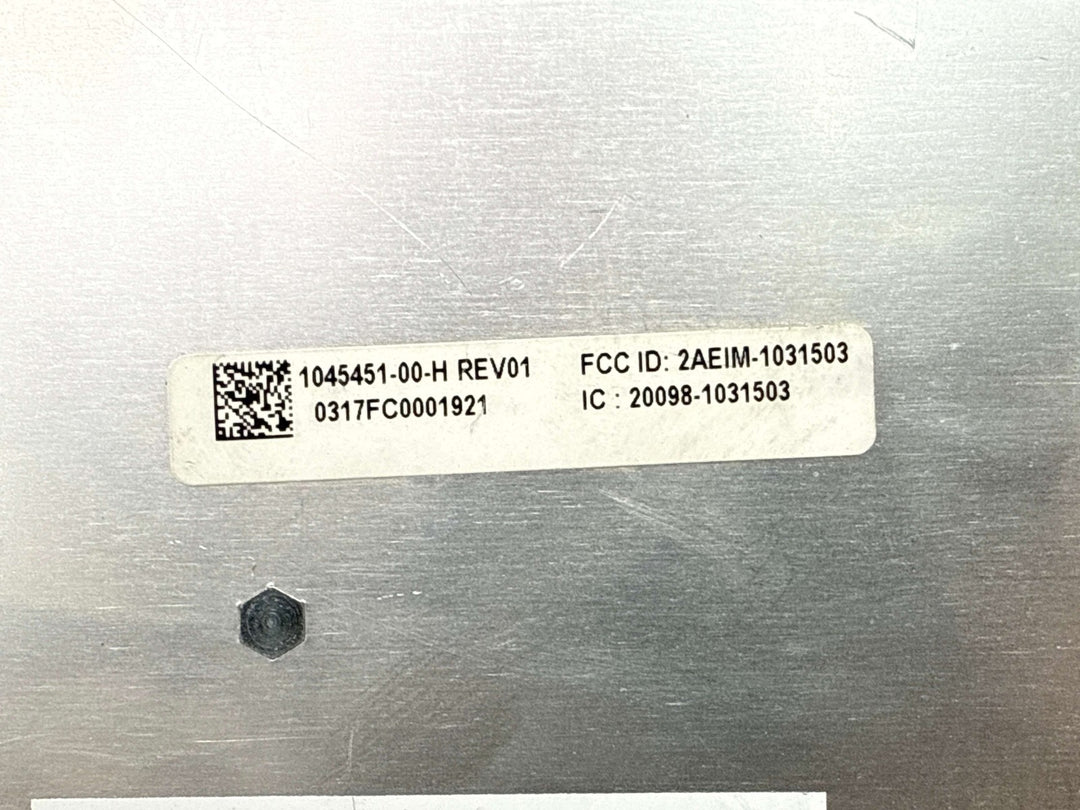 1045451-00-H REV01
0317FC0001921
FCC ID: 2AEIM-1031503
IC : 20098-1031503